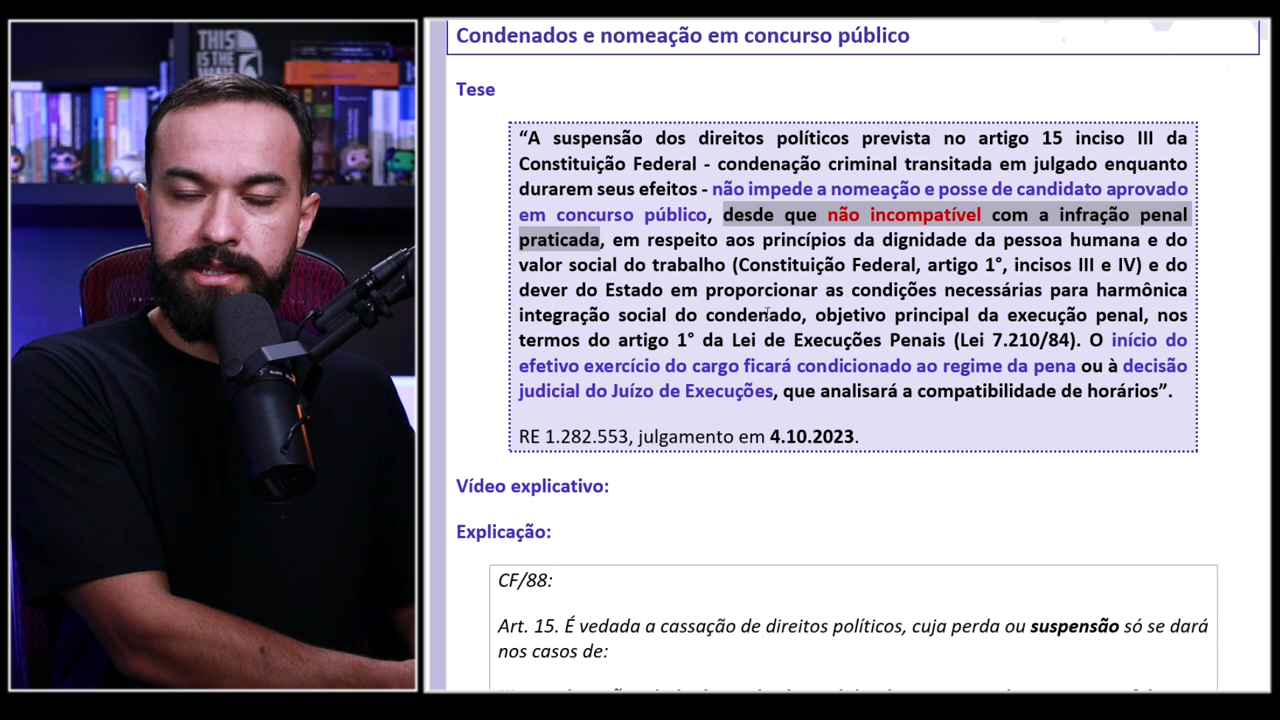 THIS
IS THE
WAY
Condenados e nomeação em concurso público
Tese
“A suspensão dos direitos políticos prevista no artigo 15 inciso III da
Constituição Federal - condenação criminal transitada em julgado enquanto
durarem seus efeitos - não impede a nomeação e posse de candidato aprovado
em concurso público, desde que não incompatível com a infração penal
praticada, em respeito aos princípios da dignidade da pessoa humana e do
valor social do trabalho (Constituição Federal, artigo 1°, incisos III e IV) e do
dever do Estado em proporcionar as condições necessárias para harmônica
integração social do condenado, objetivo principal da execução penal, nos
termos do artigo 1° da Lei de Execuções Penais (Lei 7.210/84). O início do
efetivo exercício do cargo ficará condicionado ao regime da pena ou à decisão
judicial do Juízo de Execuções, que analisará a compatibilidade de horários”.
RE 1.282.553, julgamento em 4.10.2023.
Vídeo explicativo:
Explicação:
CF/88:
Art. 15. É vedada a cassação de direitos políticos, cuja perda ou suspensão só se dará
nos casos de: